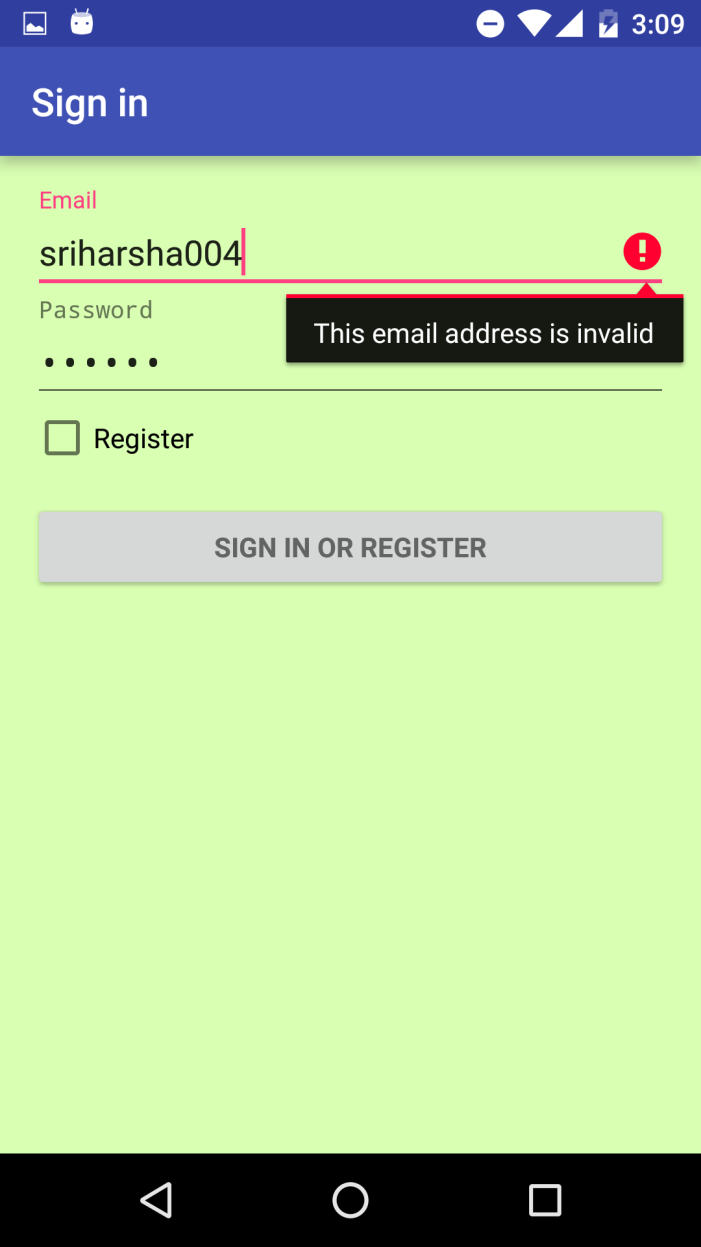 3:09
Sign in
Email
sriharsha004
Password
This email address is invalid
••••••
Register
SIGN IN OR REGISTER